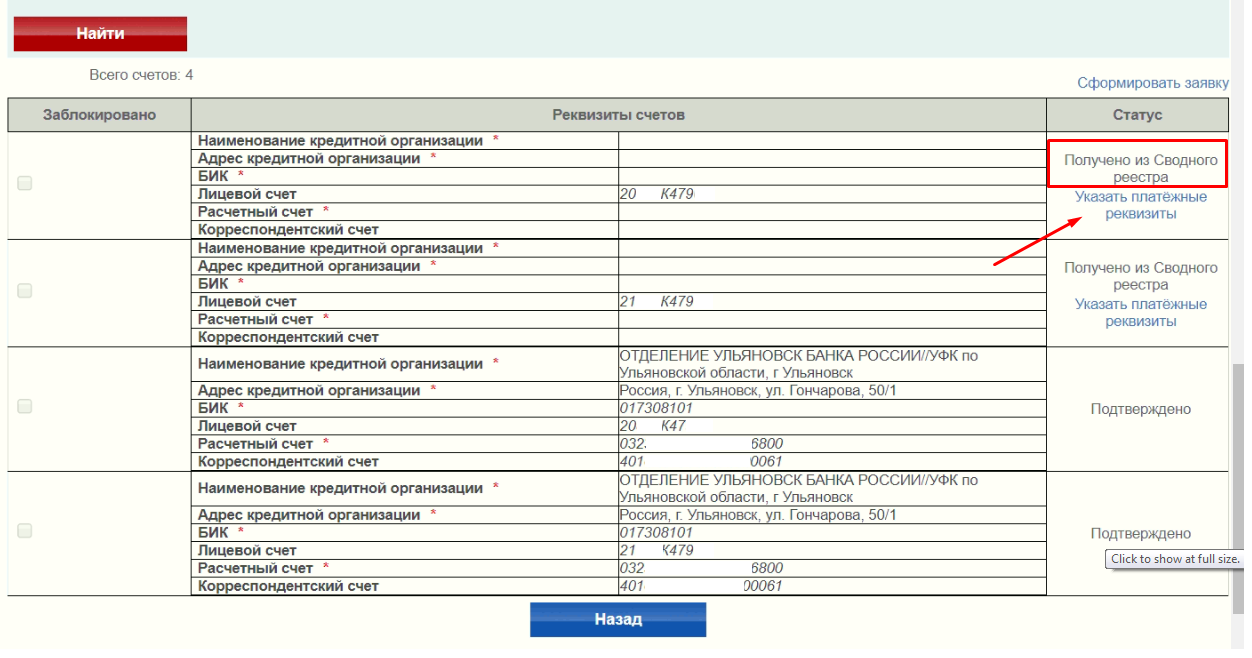 Найти
Всего счетов: 4
Сформировать заявку
Заблокировано Реквизиты счетов Статус
Наименование кредитной организации *
Адрес кредитной организации *
БИК *
Лицевой счет 20 К479
Расчетный счет *
Корреспондентский счет
Получено из Сводного
реестра
Указать платёжные
реквизиты
Наименование кредитной организации *
Адрес кредитной организации *
БИК *
Лицевой счет 21 К479
Расчетный счет *
Корреспондентский счет
Получено из Сводного
реестра
Указать платёжные
реквизиты
Наименование кредитной организации * ОТДЕЛЕНИЕ УЛЬЯНОВСК БАНКА РОССИИ//УФК по
Ульяновской области, г Ульяновск
Адрес кредитной организации * Россия, г. Ульяновск, ул. Гончарова, 50/1
БИК * 017308101
Лицевой счет 20 К47
Расчетный счет * 032 6800
Корреспондентский счет 401 0061
Подтверждено
Наименование кредитной организации * ОТДЕЛЕНИЕ УЛЬЯНОВСК БАНКА РОССИИ//УФК по
Ульяновской области, г Ульяновск
Адрес кредитной организации * Россия, г. Ульяновск, ул. Гончарова, 50/1
БИК * 017308101
Лицевой счет 21 К479
Расчетный счет * 032 6800
Корреспондентский счет 401 00061
Подтверждено
Click to show at full size.
Назад